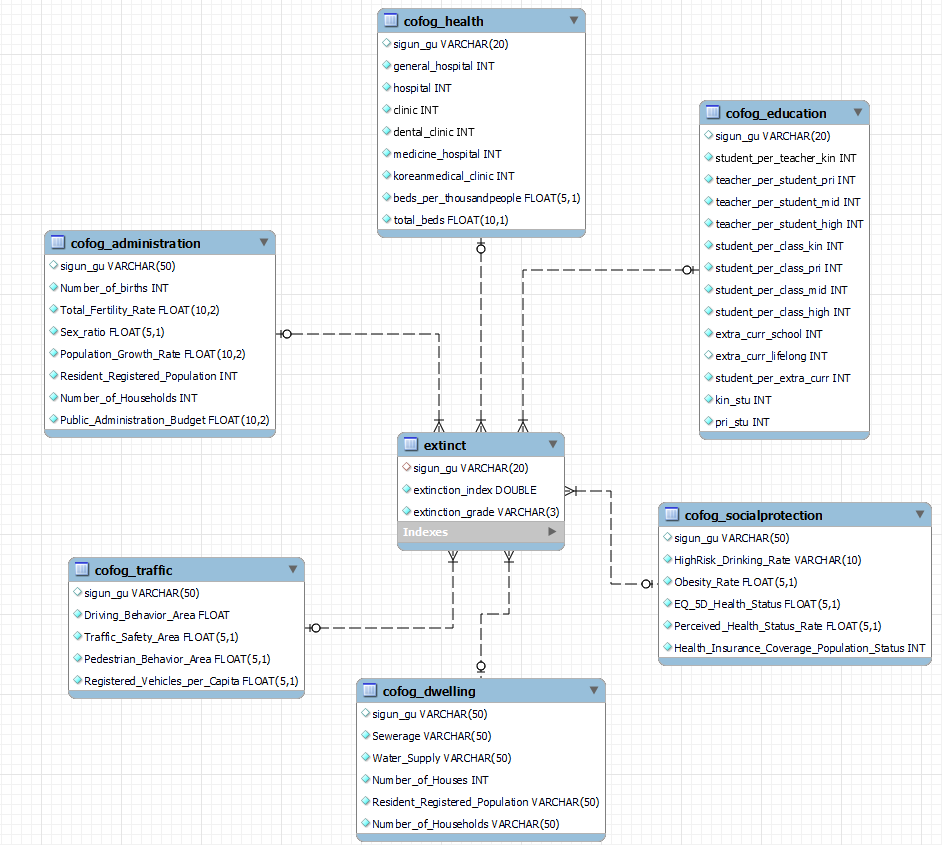 cofog_health
sigun_gu VARCHAR(20)
general_hospital INT
hospital INT
clinic INT
dental_clinic INT
medicine_hospital INT
koreanmedical_clinic INT
beds_per_thousandpeople FLOAT(5,1)
total_beds FLOAT(10,1)
cofog_education
sigun_gu VARCHAR(20)
student_per_teacher_kin INT
teacher_per_student_pri INT
teacher_per_student_mid INT
teacher_per_student_high INT
student_per_class_kin INT
student_per_class_pri INT
student_per_class_mid INT
student_per_class_high INT
extra_curr_school INT
extra_curr_lifelong INT
student_per_extra_curr INT
kin_stu INT
pri_stu INT
cofog_administration
sigun_gu VARCHAR(50)
Number_of_births INT
Total_Fertility_Rate FLOAT(10,2)
Sex_ratio FLOAT(5,1)
Population_Growth_Rate FLOAT(10,2)
Resident_Registered_Population INT
Number_of_Households INT
Public_Administration_Budget FLOAT(10,2)
extinct
sigun_gu VARCHAR(20)
extinction_index DOUBLE
extinction_grade VARCHAR(3)
Indexes
cofog_socialprotection
sigun_gu VARCHAR(50)
HighRisk_Drinking_Rate VARCHAR(10)
Obesity_Rate FLOAT(5,1)
EQ_5D_Health_Status FLOAT(5,1)
Perceived_Health_Status_Rate FLOAT(5,1)
Health_Insurance_Coverage_Population_Status INT
cofog_traffic
sigun_gu VARCHAR(50)
Driving_Behavior_Area FLOAT
Traffic_Safety_Area FLOAT(5,1)
Pedestrian_Behavior_Area FLOAT(5,1)
Registered_Vehicles_per_Capita FLOAT(5,1)
cofog_dwelling
sigun_gu VARCHAR(50)
Sewerage VARCHAR(50)
Water_Supply VARCHAR(50)
Number_of_Houses INT
Resident_Registered_Population VARCHAR(50)
Number_of_Households VARCHAR(50)